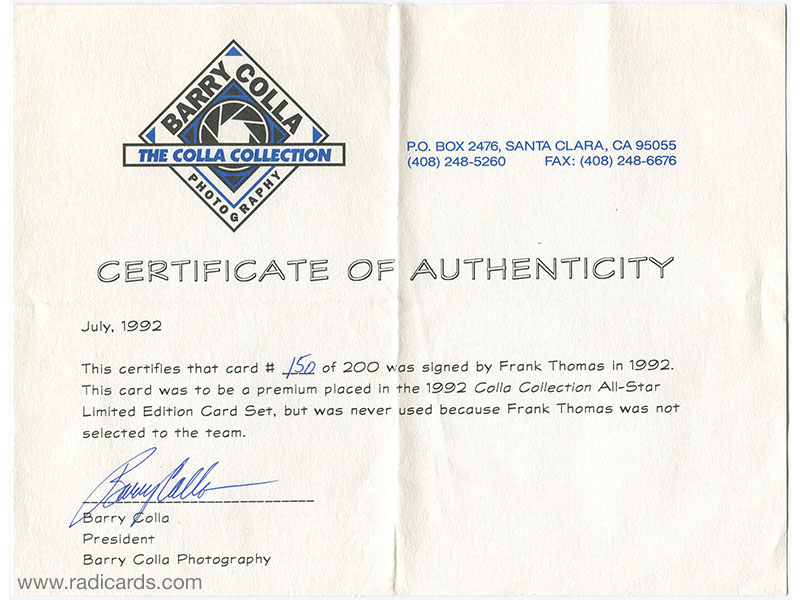 BARRY COLLA
THE COLLA COLLECTION
PHOTOGRAPHY
P.O. BOX 2476, SANTA CLARA, CA 95055
(408) 248-5260 FAX: (408) 248-6676
CERTIFICATE OF AUTHENTICITY
July, 1992
This certifies that card # 150 of 200 was signed by Frank Thomas in 1992.
This card was to be a premium placed in the 1992 Colla Collection All-Star
Limited Edition Card Set, but was never used because Frank Thomas was not
selected to the team.
Barry Colla
Barry Colla
President
Barry Colla Photography
www.radicards.com